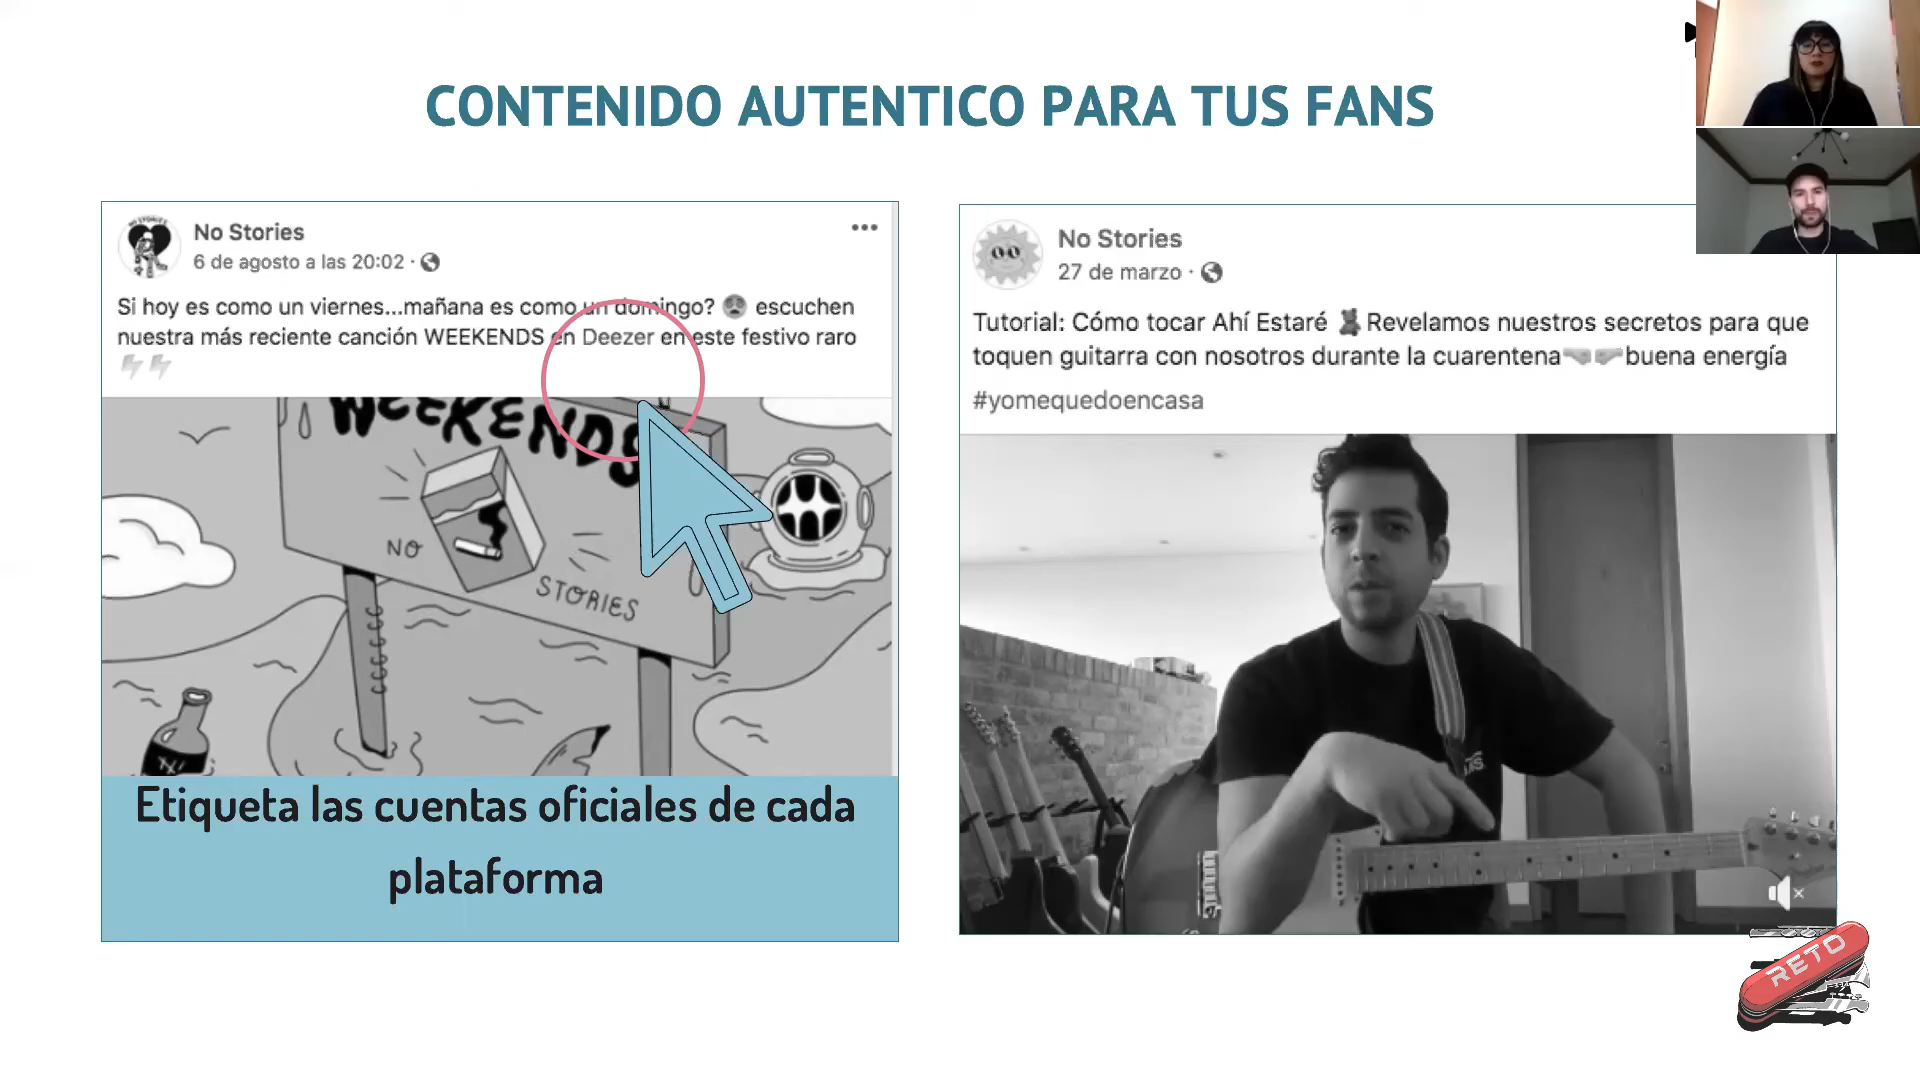 CONTENIDO AUTENTICO PARA TUS FANS
No Stories
6 de agosto a las 20:02 ·
Si hoy es como un viernes...mañana es como un domingo? escuchen
nuestra más reciente canción WEEKENDS en Deezer en este festivo raro
WEEKENDS
NO
STORIES
Etiqueta las cuentas oficiales de cada
plataforma
No Stories
27 de marzo ·
Tutorial: Cómo tocar Ahí Estaré Revelamos nuestros secretos para que
toquen guitarra con nosotros durante la cuarentena buena energía
#yomequedoencasa
RETO